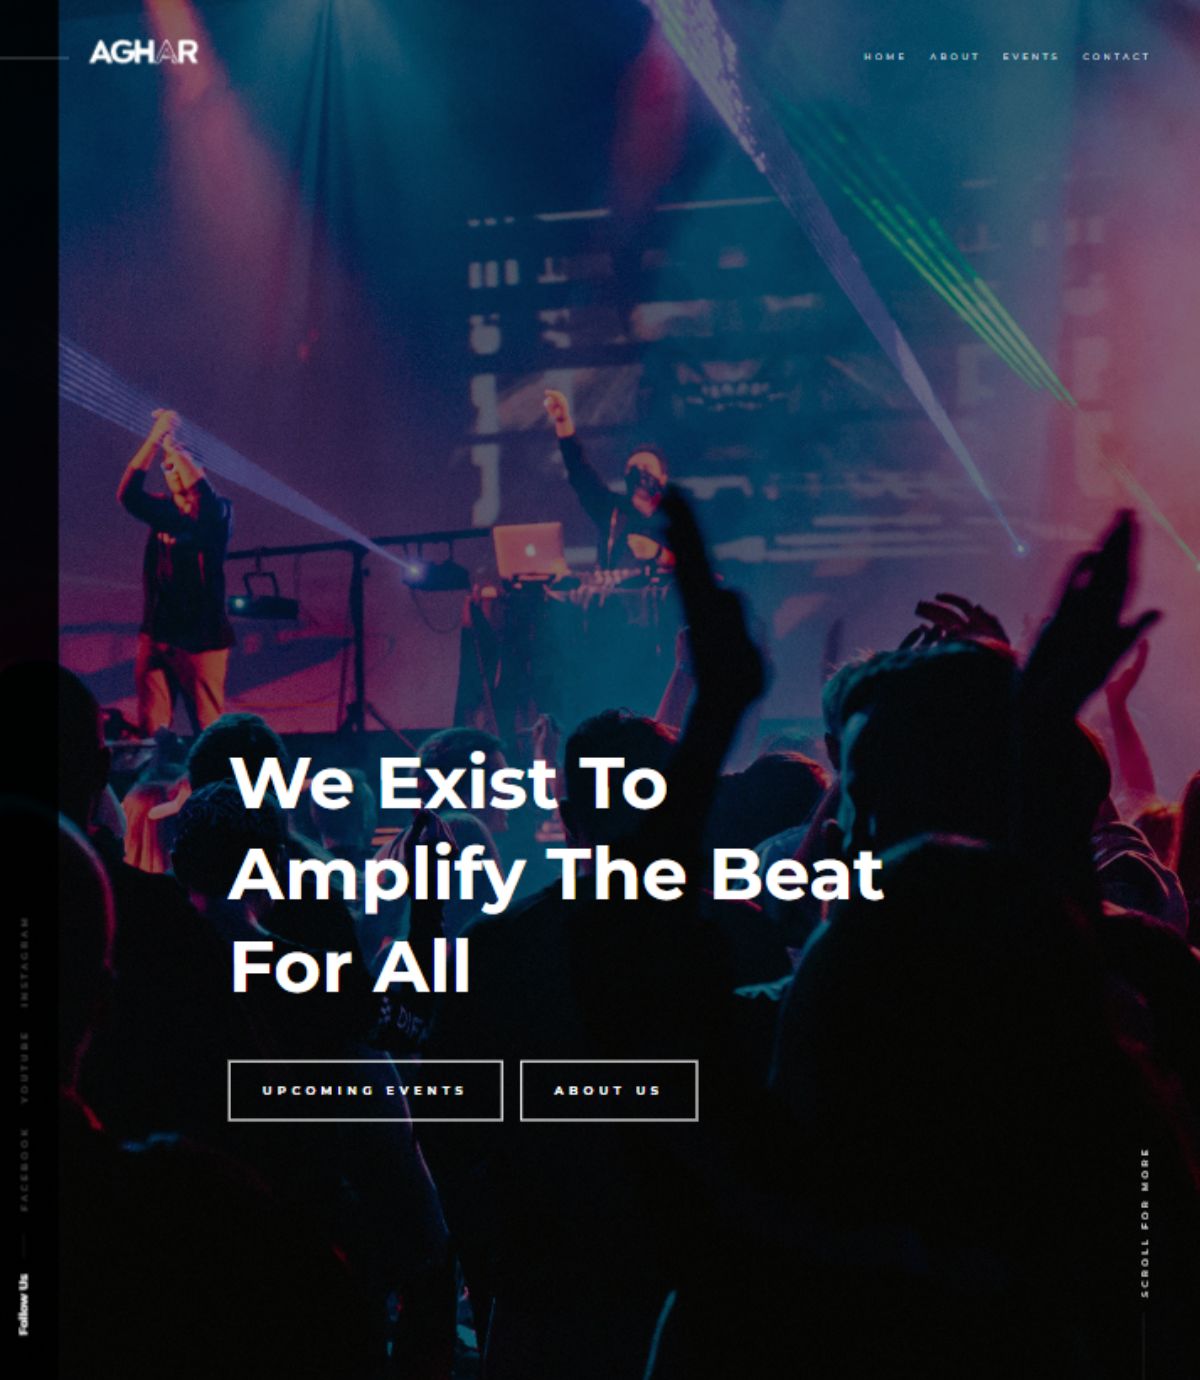 AGHAR
HOME ABOUT EVENTS CONTACT
We Exist To
Amplify The Beat
For All
UPCOMING EVENTS
ABOUT US
Follow Us
FACEBOOK
YOUTUBE
INSTAGRAM
SCROLL FOR MORE